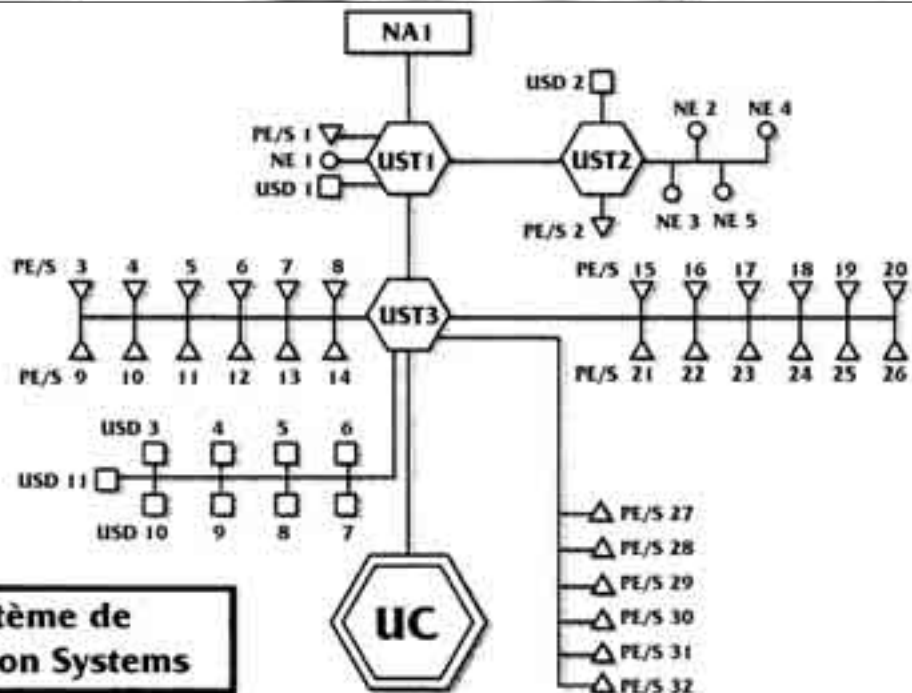 NA1
USD 2
NE 2 NE 4
PE/S 1
NE 1 UST1 UST2
USD 1
PE/S 2 NE 3 NE 5
PE/S 3 4 5 6 7 8
PE/S 15 16 17 18 19 20
UST3
PE/S 9 10 11 12 13 14
PE/S 21 22 23 24 25 26
USD 3 4 5 6
USD 11
USD 10 9 8 7
PE/S 27
PE/S 28
PE/S 29
PE/S 30
PE/S 31
PE/S 32
UC
tème de
on Systems